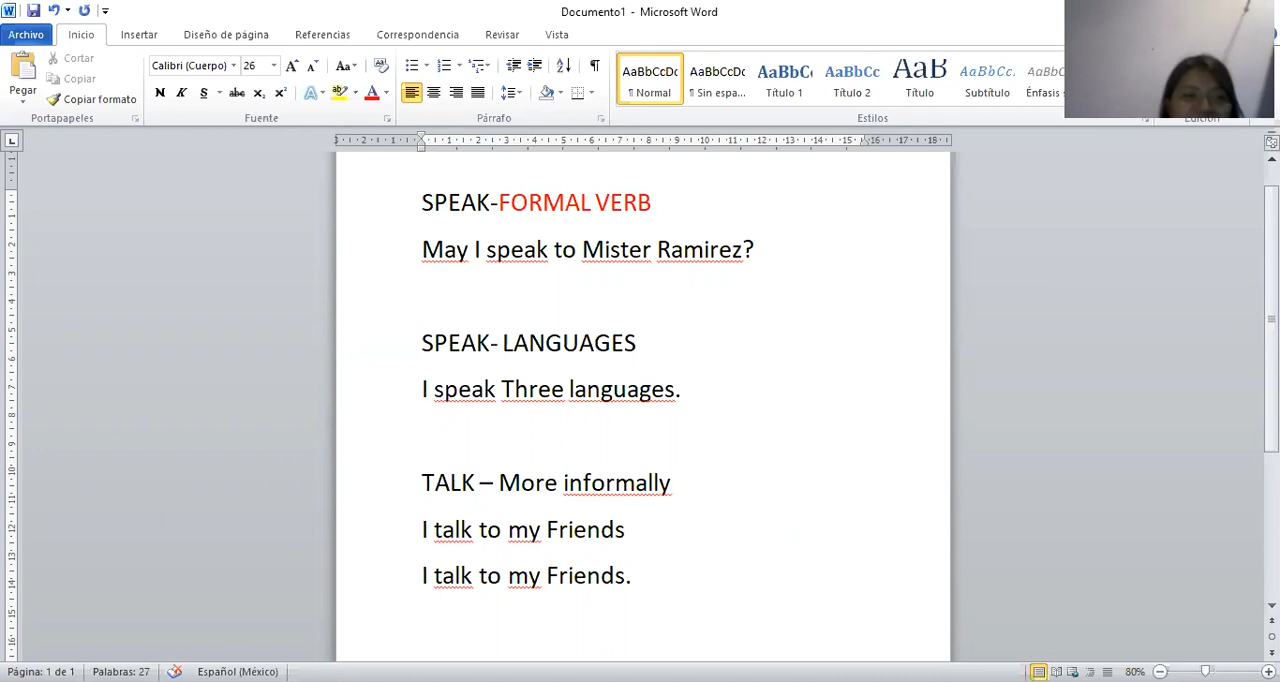 Documento1 - Microsoft Word
Archivo Inicio Insertar Diseño de página Referencias Correspondencia Revisar Vista
Cortar
Copiar
Copiar formato
Pegar
Portapapeles
Calibri (Cuerpo) 26
Fuente
Párrafo
AaBbCcDc AaBbCcDc AaBbC AaBbCc AaB AaBbCc. AaBbCc
¶ Normal ¶ Sin espa... Título 1 Título 2 Título Subtítulo Énfasis
Estilos
SPEAK-FORMAL VERB
May I speak to Mister Ramirez?
SPEAK- LANGUAGES
I speak Three languages.
TALK – More informally
I talk to my Friends
I talk to my Friends.
Página: 1 de 1 Palabras: 27 Español (México) 80%